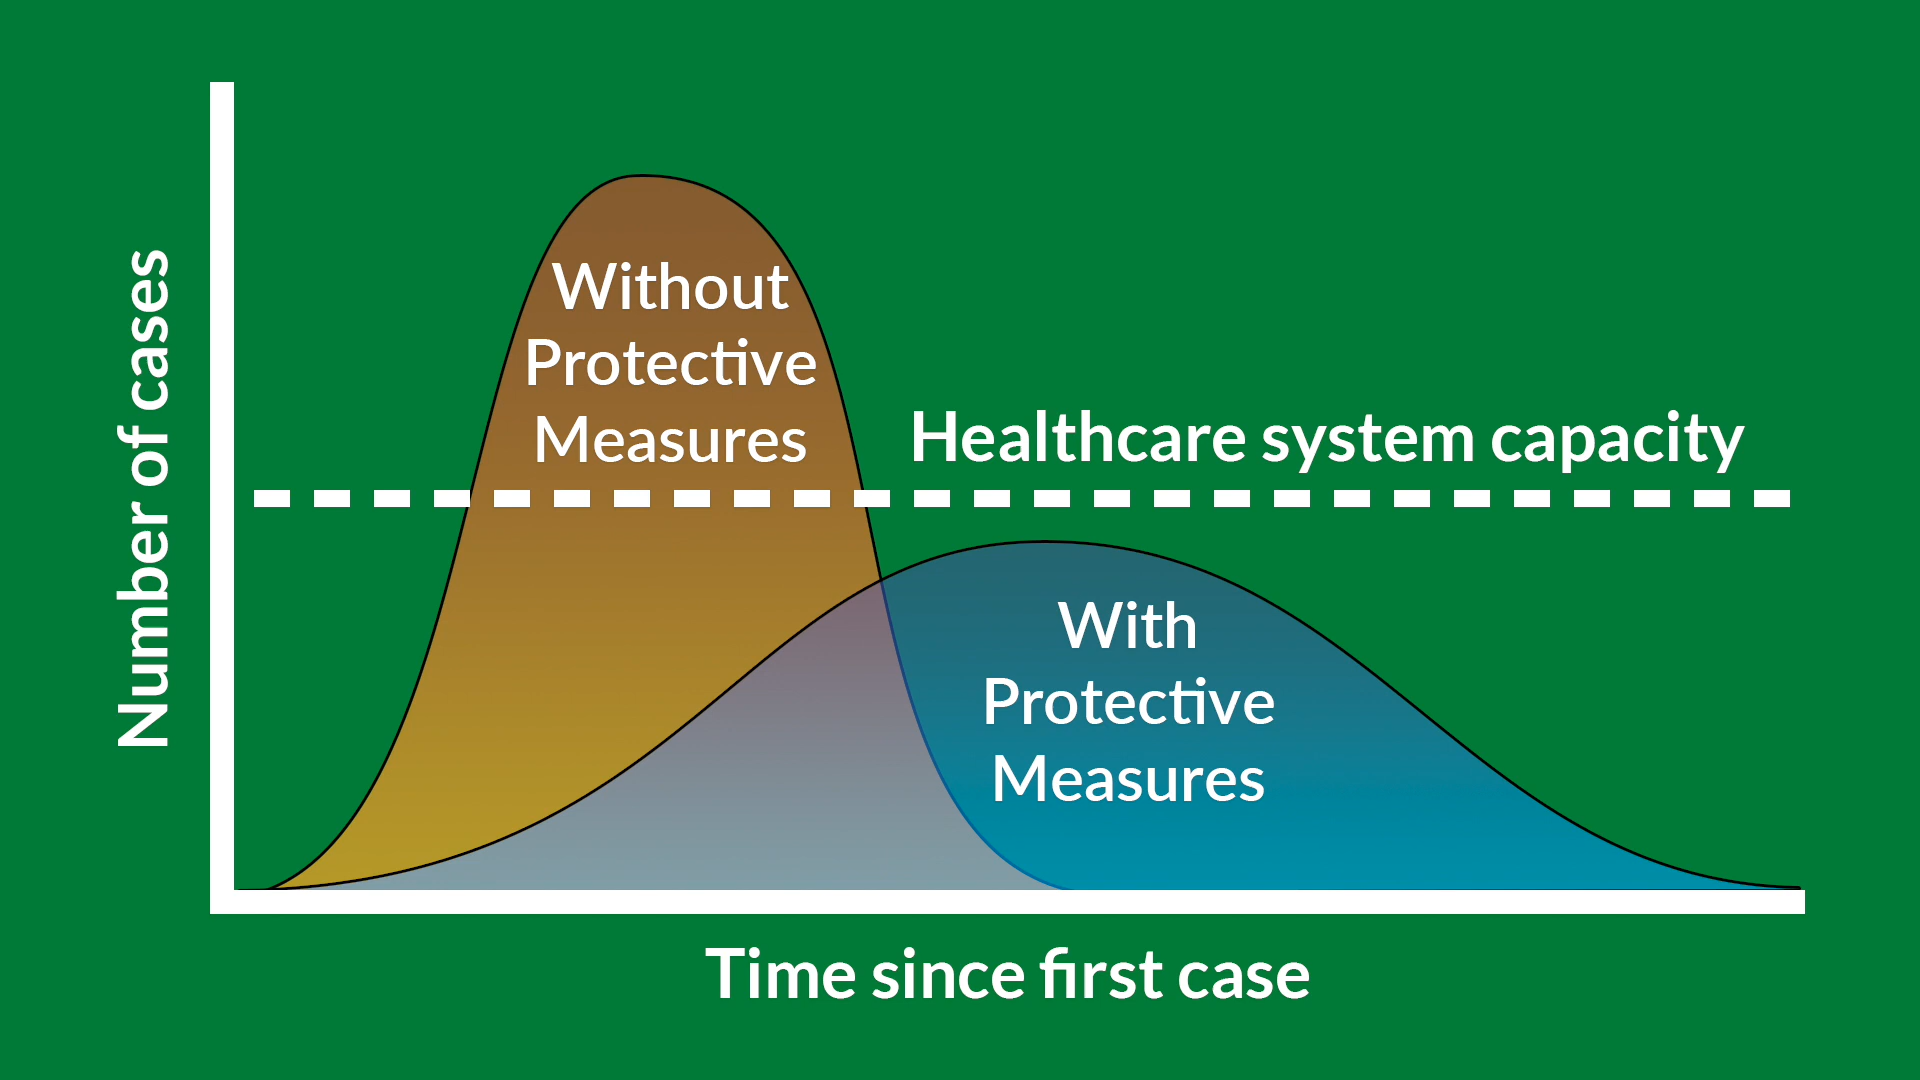 Number of cases
Without
Protective
Measures
Healthcare system capacity
With
Protective
Measures
Time since first case